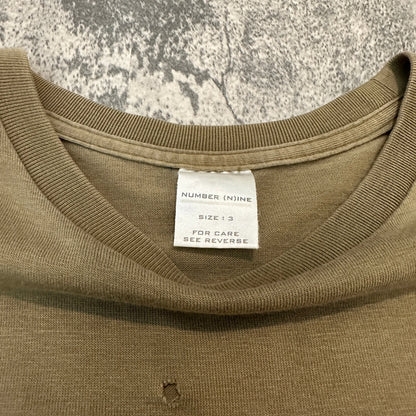 NUMBER (N)INE
SIZE : 3
FOR CARE
SEE REVERSE